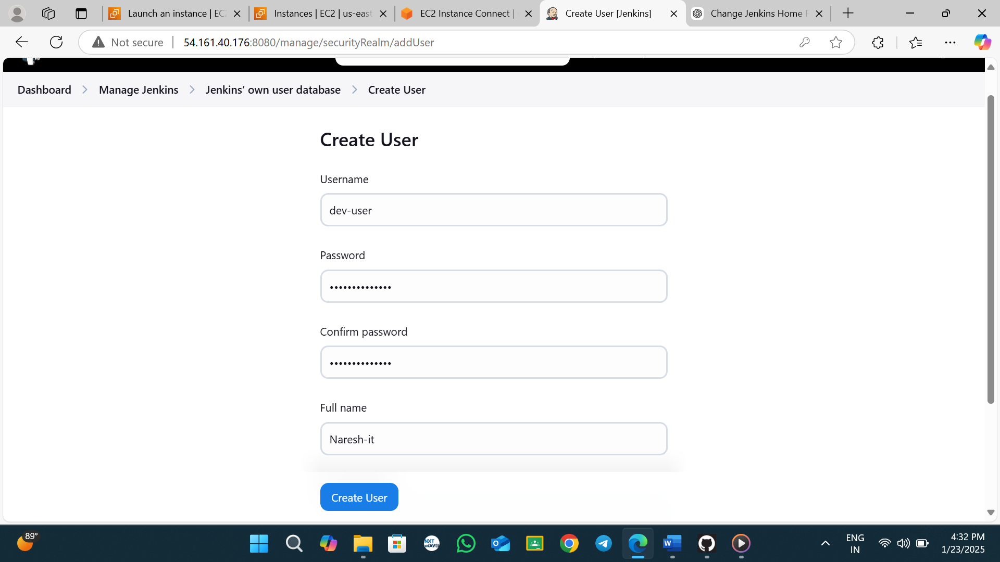 Launch an instance | EC
Instances | EC2 | us-east
EC2 Instance Connect |
Create User [Jenkins]
Change Jenkins Home
Not secure
54.161.40.176:8080/manage/securityRealm/addUser
Dashboard
Manage Jenkins
Jenkins’ own user database
Create User
Create User
Username
dev-user
Password
••••••••••••••
Confirm password
••••••••••••••
Full name
Naresh-it
Create User
89°
NXT
WAVE
O
W
ENG
IN
4:32 PM
1/23/2025